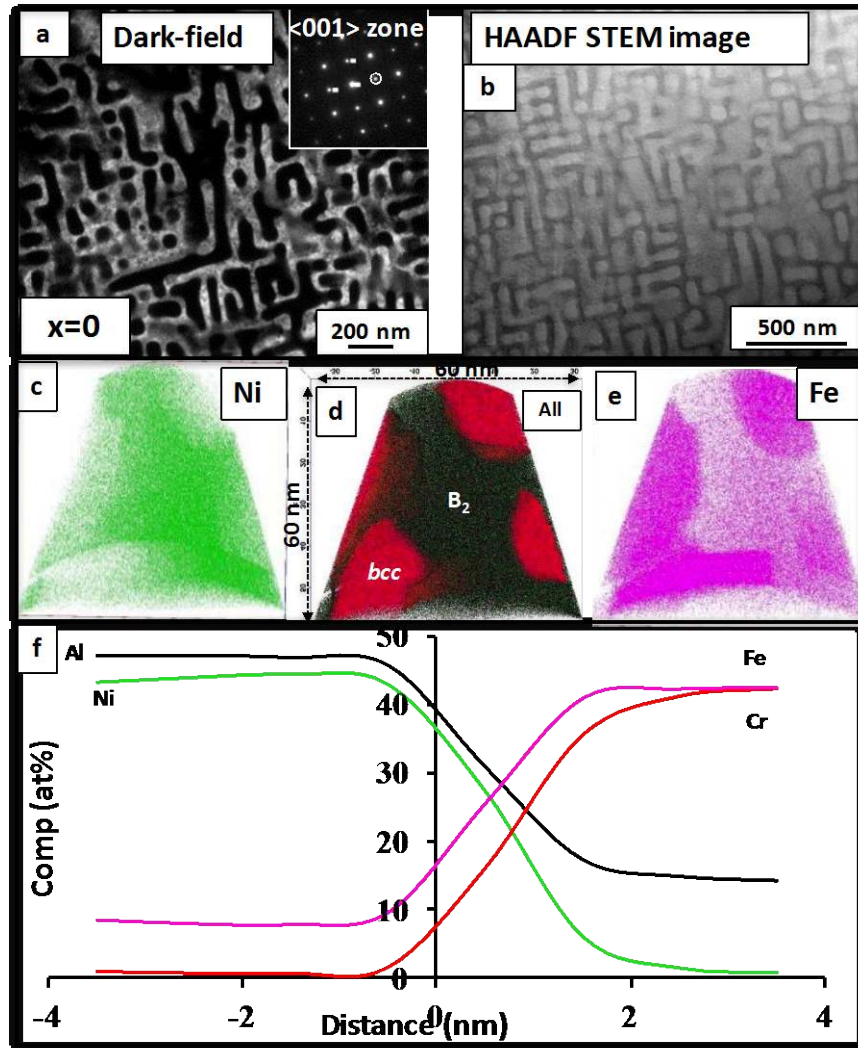 a
Dark-field
<001> zone
x=0
200 nm
HAADF STEM image
b
500 nm
c
Ni
60 nm
d
All
60 nm
B2
bcc
e
Fe
f
50
40
30
20
10
0
Al
Ni
Fe
Cr
Comp (at%)
-4
-2
0
2
4
Distance (nm)